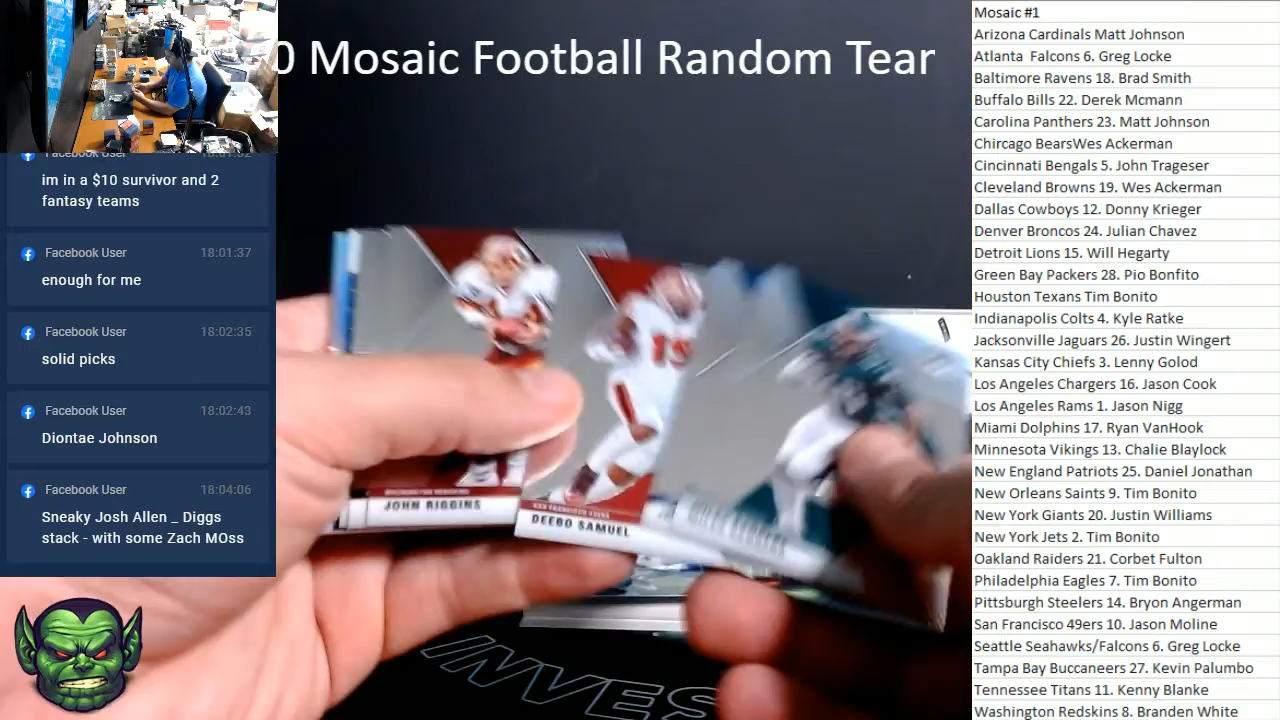 0 Mosaic Football Random Tear
Facebook User
im in a $10 survivor and 2
fantasy teams
Facebook User 18:01:37
enough for me
Facebook User 18:02:35
solid picks
Facebook User 18:02:43
Diontae Johnson
Facebook User 18:04:06
Sneaky Josh Allen _ Diggs
stack - with some Zach MOss
JOHN RIGGINS
SAN FRANCISCO 49ERS
DEEBO SAMUEL
19
INVES
Mosaic #1
Arizona Cardinals Matt Johnson
Atlanta  Falcons 6. Greg Locke
Baltimore Ravens 18. Brad Smith
Buffalo Bills 22. Derek Mcmann
Carolina Panthers 23. Matt Johnson
Chircago BearsWes Ackerman
Cincinnati Bengals 5. John Trageser
Cleveland Browns 19. Wes Ackerman
Dallas Cowboys 12. Donny Krieger
Denver Broncos 24. Julian Chavez
Detroit Lions 15. Will Hegarty
Green Bay Packers 28. Pio Bonfito
Houston Texans Tim Bonito
Indianapolis Colts 4. Kyle Ratke
Jacksonville Jaguars 26. Justin Wingert
Kansas City Chiefs 3. Lenny Golod
Los Angeles Chargers 16. Jason Cook
Los Angeles Rams 1. Jason Nigg
Miami Dolphins 17. Ryan VanHook
Minnesota Vikings 13. Chalie Blaylock
New England Patriots 25. Daniel Jonathan
New Orleans Saints9. Tim Bonito
New York Giants 20. Justin Williams
New York Jets 2. Tim Bonito
Oakland Raiders 21. Corbet Fulton
Philadelphia Eagles 7. Tim Bonito
Pittsburgh Steelers 14. Bryon Angerman
San Francisco 49ers 10. Jason Moline
Seattle Seahawks/Falcons 6. Greg Locke
Tampa Bay Buccaneers 27. Kevin Palumbo
Tennessee Titans 11. Kenny Blanke
Washington Redskins 8. Branden White